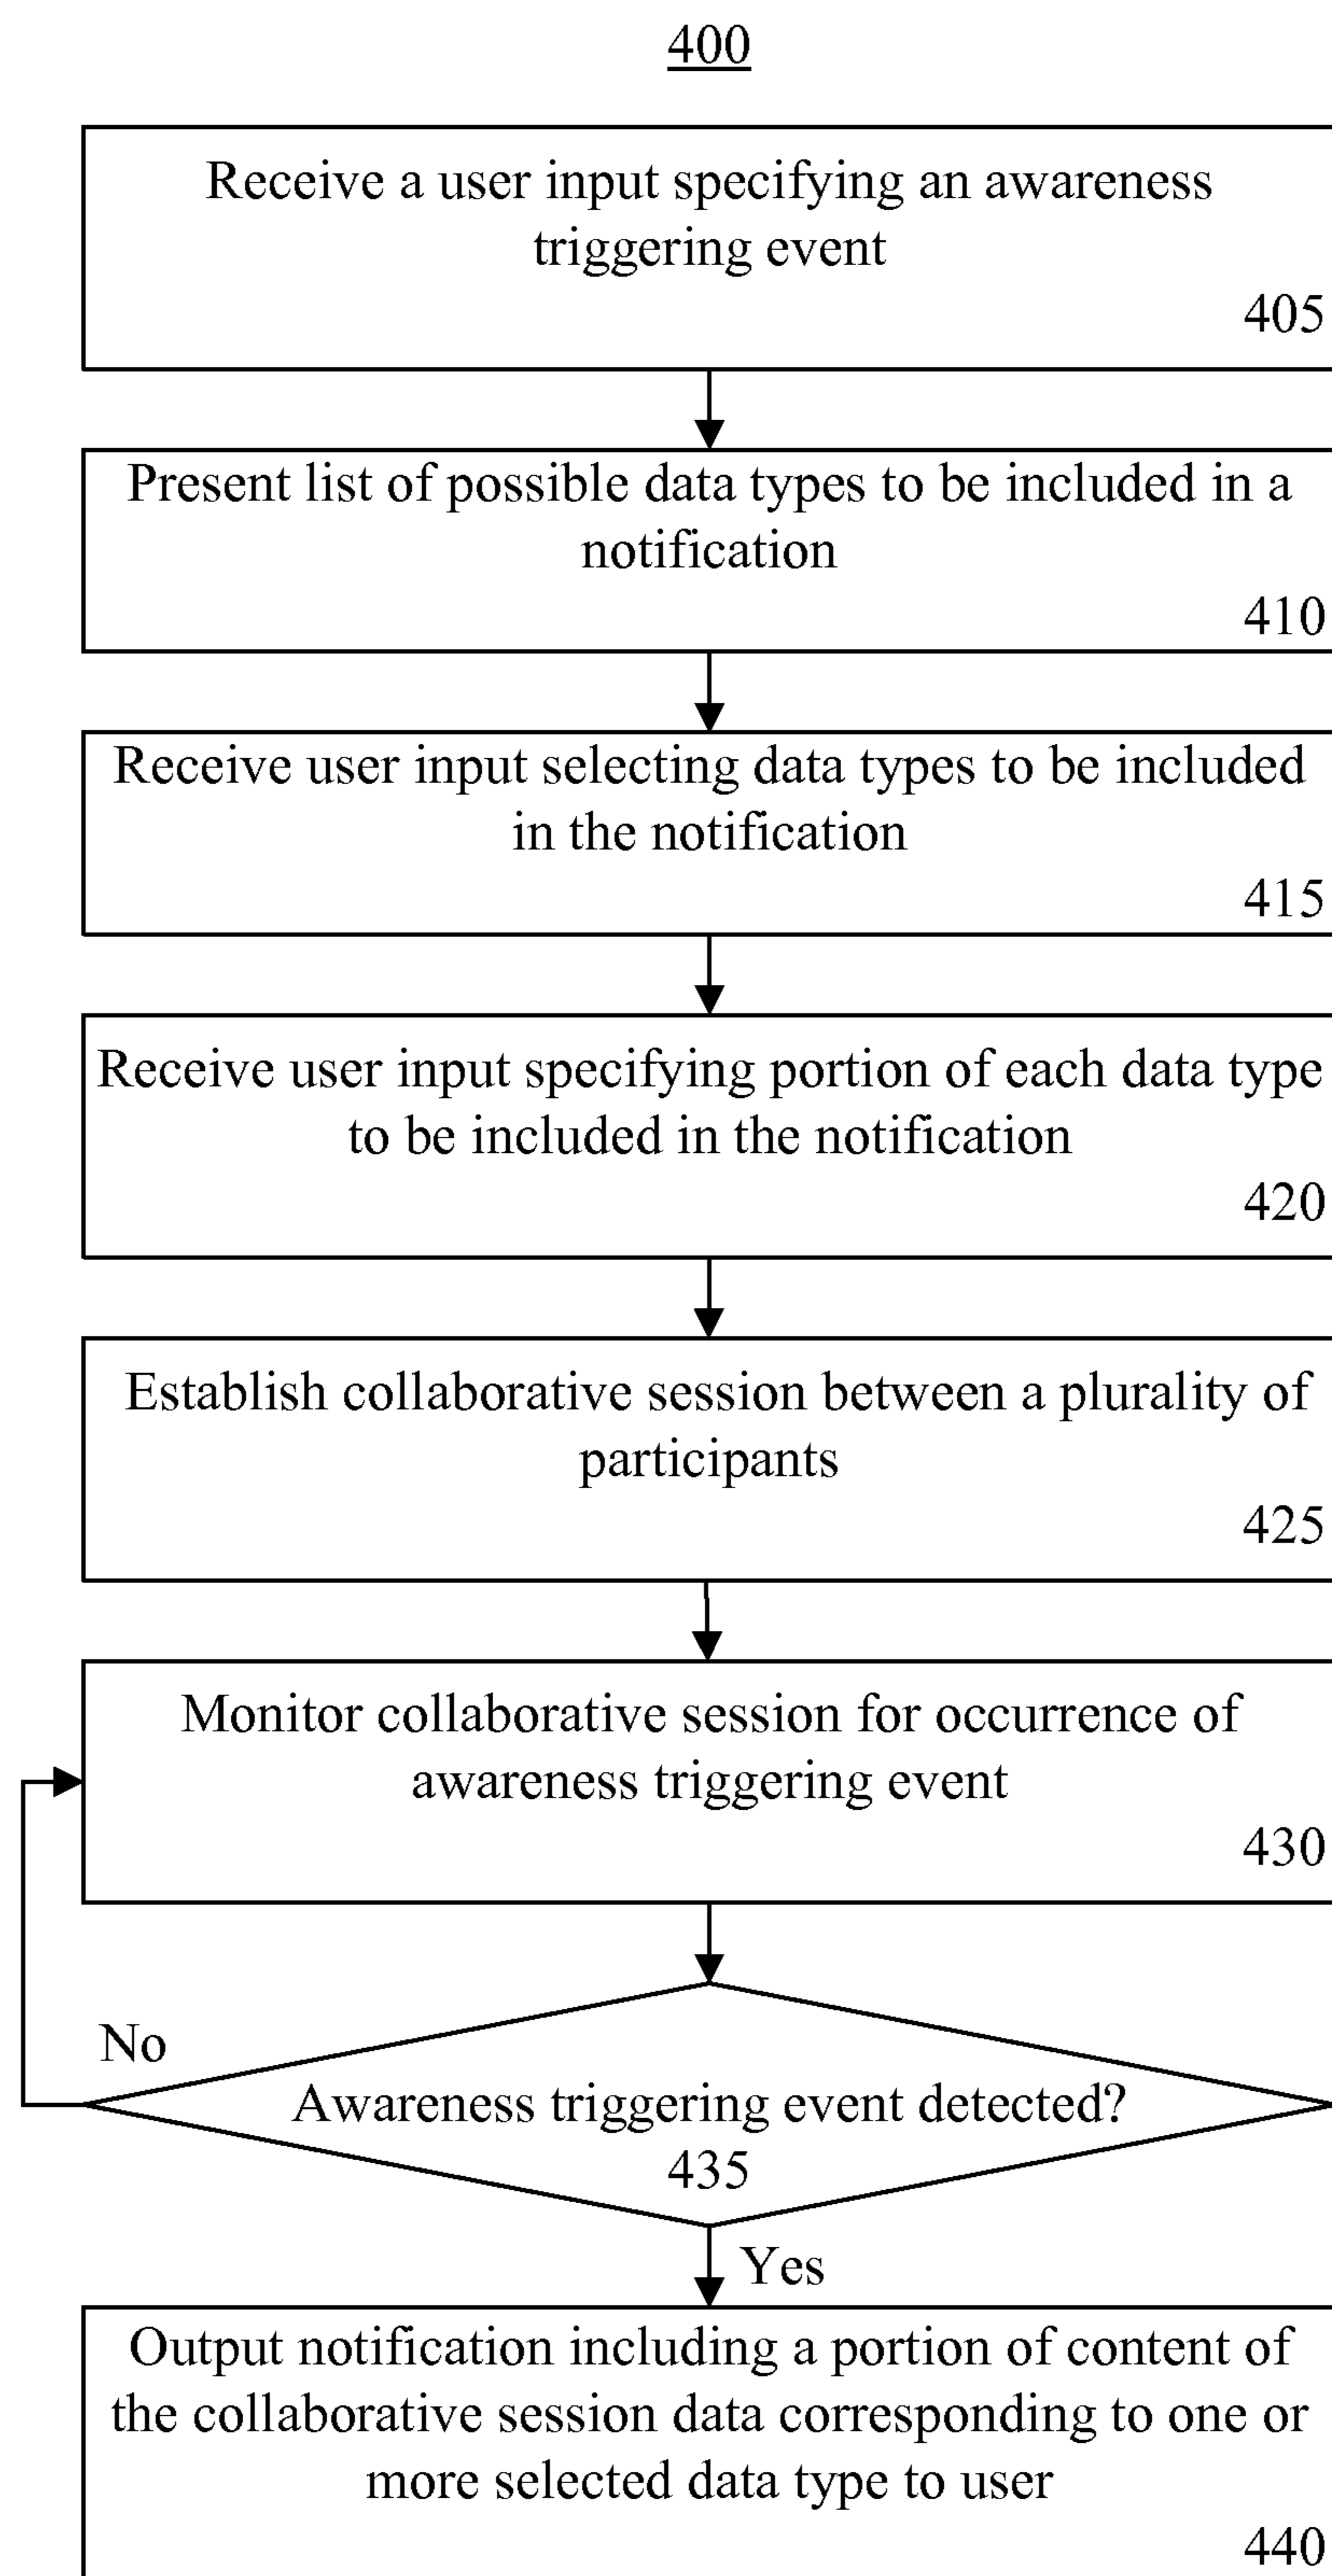 400
Receive a user input specifying an awareness
triggering event
405
Present list of possible data types to be included in a
notification
410
Receive user input selecting data types to be included
in the notification
415
Receive user input specifying portion of each data type
to be included in the notification
420
Establish collaborative session between a plurality of
participants
425
Monitor collaborative session for occurrence of
awareness triggering event
430
No
Awareness triggering event detected?
435
Yes
Output notification including a portion of content of
the collaborative session data corresponding to one or
more selected data type to user
440